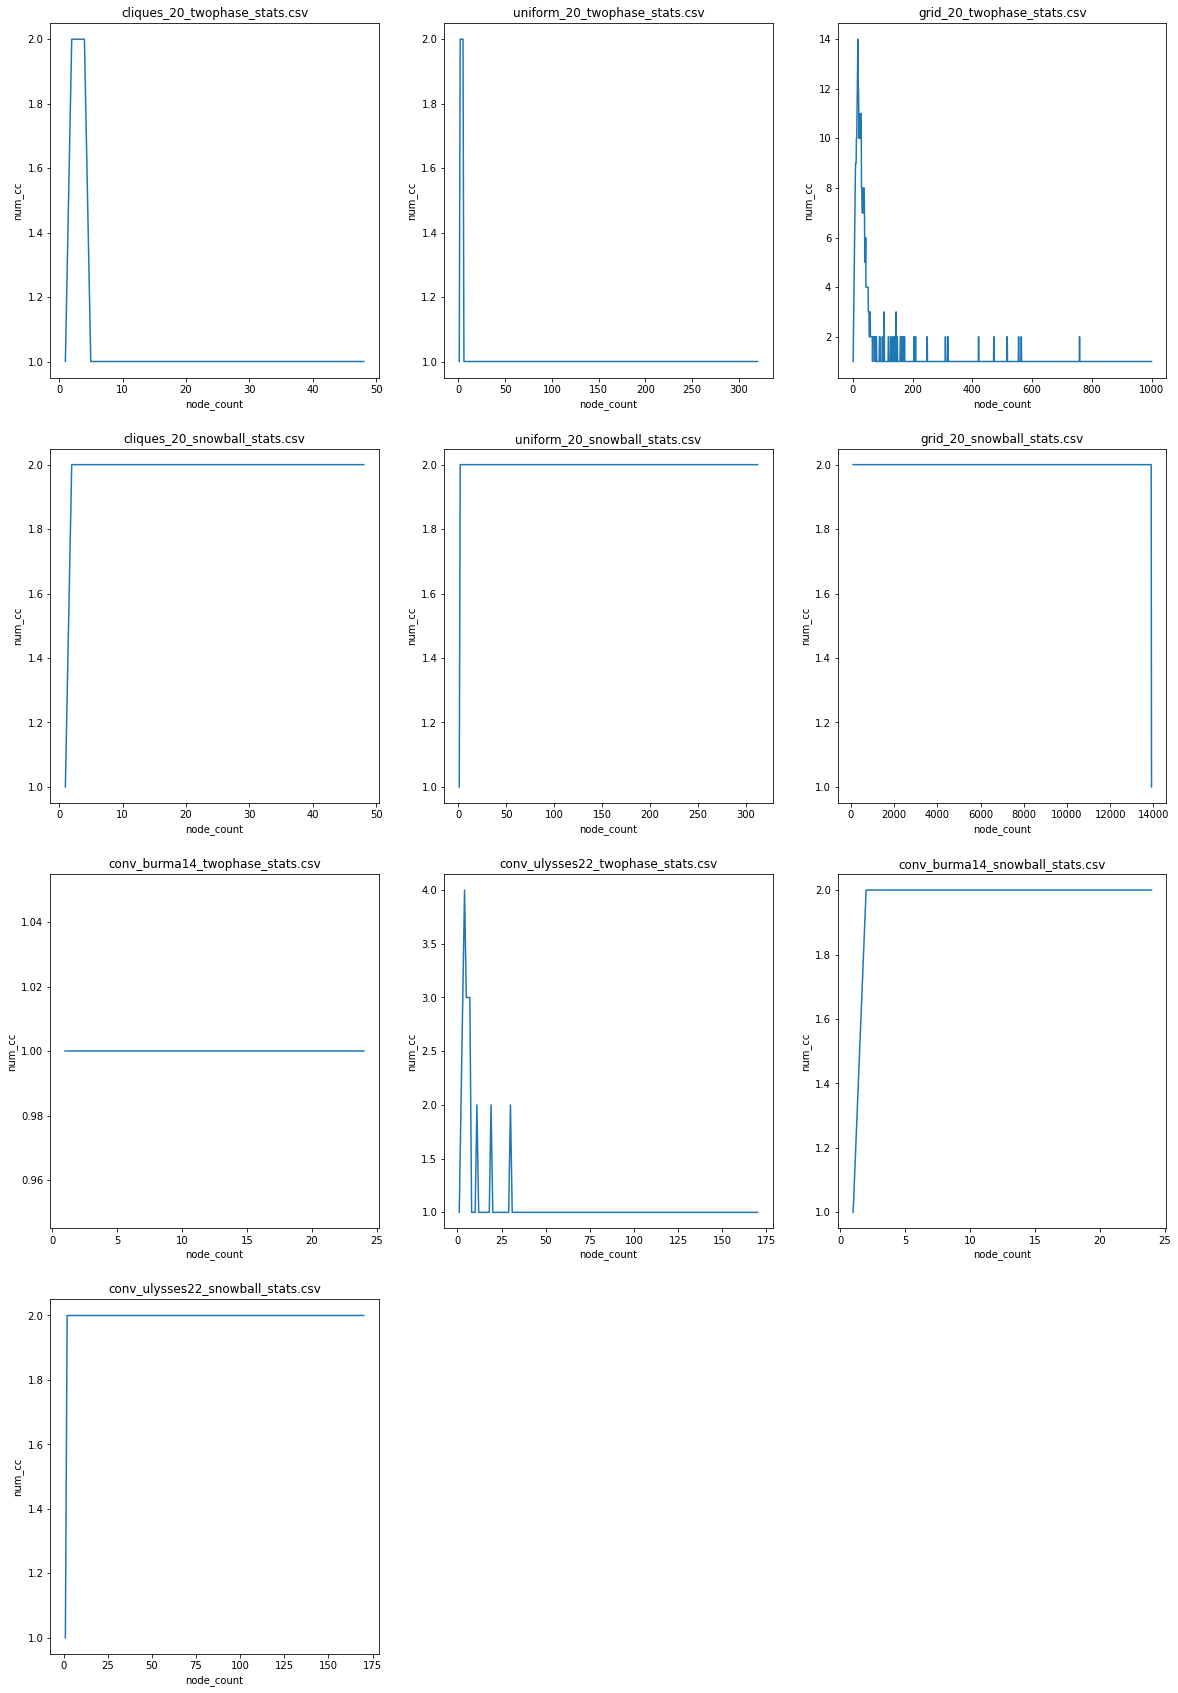 cliques_20_twophase_stats.csv
num_cc
2.0
1.8
1.6
1.4
1.2
1.0
0 10 20 30 40 50
node_count
uniform_20_twophase_stats.csv
num_cc
2.0
1.8
1.6
1.4
1.2
1.0
0 50 100 150 200 250 300
node_count
grid_20_twophase_stats.csv
num_cc
14
12
10
8
6
4
2
0 200 400 600 800 1000
node_count
cliques_20_snowball_stats.csv
num_cc
2.0
1.8
1.6
1.4
1.2
1.0
0 10 20 30 40 50
node_count
uniform_20_snowball_stats.csv
num_cc
2.0
1.8
1.6
1.4
1.2
1.0
0 50 100 150 200 250 300
node_count
grid_20_snowball_stats.csv
num_cc
2.0
1.8
1.6
1.4
1.2
1.0
0 2000 4000 6000 8000 10000 12000 14000
node_count
conv_burma14_twophase_stats.csv
num_cc
1.04
1.02
1.00
0.98
0.96
0 5 10 15 20 25
node_count
conv_ulysses22_twophase_stats.csv
num_cc
4.0
3.5
3.0
2.5
2.0
1.5
1.0
0 25 50 75 100 125 150 175
node_count
conv_burma14_snowball_stats.csv
num_cc
2.0
1.8
1.6
1.4
1.2
1.0
0 5 10 15 20 25
node_count
conv_ulysses22_snowball_stats.csv
num_cc
2.0
1.8
1.6
1.4
1.2
1.0
0 25 50 75 100 125 150 175
node_count